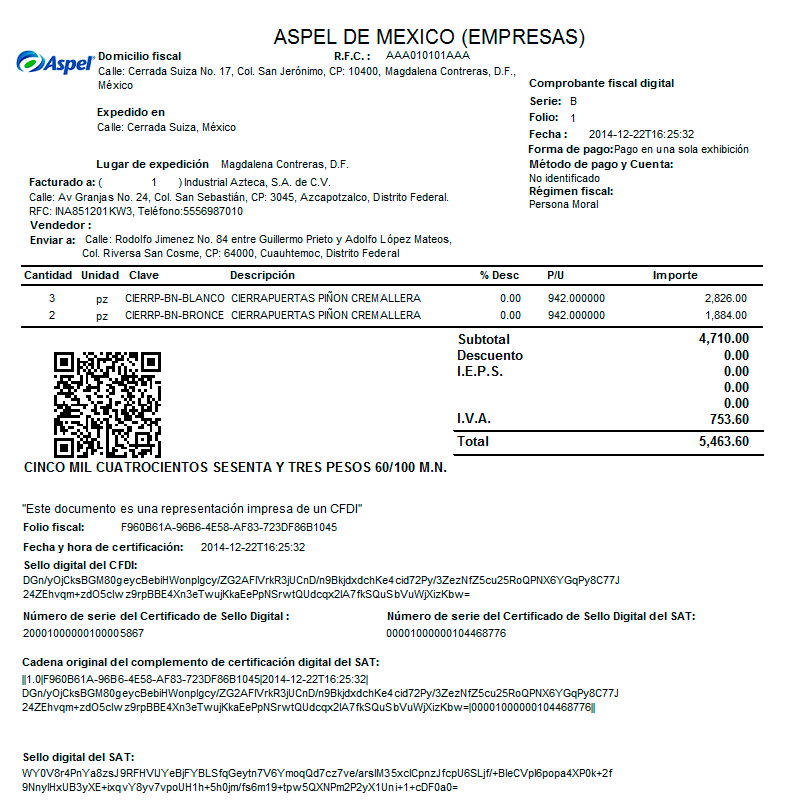 ASPEL DE MEXICO (EMPRESAS)
Aspel
Domicilio fiscal
R.F.C. : AAA010101AAA
Calle: Cerrada Suiza No. 17, Col. San Jerónimo, CP: 10400, Magdalena Contreras, D.F.,
México
Comprobante fiscal digital
Serie: B
Folio: 1
Fecha : 2014-12-22T16:25:32
Forma de pago:Pago en una sola exhibición
Método de pago y Cuenta:
No identificado
Régimen fiscal:
Persona Moral
Expedido en
Calle: Cerrada Suiza, México
Lugar de expedición Magdalena Contreras, D.F.
Facturado a: ( 1 ) Industrial Azteca, S.A. de C.V.
Calle: Av Granjas No. 24, Col. San Sebastián, CP: 3045, Azcapotzalco, Distrito Federal.
RFC: INA851201KW3, Teléfono:5556987010
Vendedor :
Enviar a: Calle: Rodolfo Jimenez No. 84 entre Guillermo Prieto y Adolfo López Mateos,
Col. Riversa San Cosme, CP: 64000, Cuauhtemoc, Distrito Federal
Cantidad Unidad Clave Descripción % Desc P/U Importe
3 pz CIERRP-BN-BLANCO CIERRAPUERTAS PIÑON CREMALLERA 0.00 942.000000 2,826.00
2 pz CIERRP-BN-BRONCE CIERRAPUERTAS PIÑON CREMALLERA 0.00 942.000000 1,884.00
Subtotal 4,710.00
Descuento 0.00
I.E.P.S. 0.00
0.00
0.00
I.V.A. 753.60
Total 5,463.60
CINCO MIL CUATROCIENTOS SESENTA Y TRES PESOS 60/100 M.N.
"Este documento es una representación impresa de un CFDI"
Folio fiscal: F960B61A-96B6-4E58-AF83-723DF86B1045
Fecha y hora de certificación: 2014-12-22T16:25:32
Sello digital del CFDI:
DGn/yOjCksBGM80geycBebiHWonplgcy/ZG2AFlVrkR3jUCnD/n9BkjdxdchKe4cid72Py/3ZezNfZ5cu25RoQPNX6YGqPy8C77J
24ZEhvqm+zdO5clwz9rpBBE4Xn3eTwujKkaEePpNSrwtQUdcqx2lA7fkSQuSbVuWjXizKbw=
Número de serie del Certificado de Sello Digital :
20001000000100005867
Número de serie del Certificado de Sello Digital del SAT:
00001000000104468776
Cadena original del complemento de certificación digital del SAT:
||1.0|F960B61A-96B6-4E58-AF83-723DF86B1045|2014-12-22T16:25:32|
DGn/yOjCksBGM80geycBebiHWonplgcy/ZG2AFlVrkR3jUCnD/n9BkjdxdchKe4cid72Py/3ZezNfZ5cu25RoQPNX6YGqPy8C77J
24ZEhvqm+zdO5clwz9rpBBE4Xn3eTwujKkaEePpNSrwtQUdcqx2lA7fkSQuSbVuWjXizKbw=|00001000000104468776||
Sello digital del SAT:
WY0V8r4PnYa8zsJ9RFHVlJYeBjFYBLSfqGeytn7V6YmoqQd7cz7ve/arslM35xclCpnzJfcpU6SLjf/+BleCVpl6popa4XP0k+2f
9NnylHxUB3yXE+ixqvY8yv7vpoUH1h+5h0jm/fs6m19+tpw5QXNPm2P2yX1Uni+1+cDF0a0=